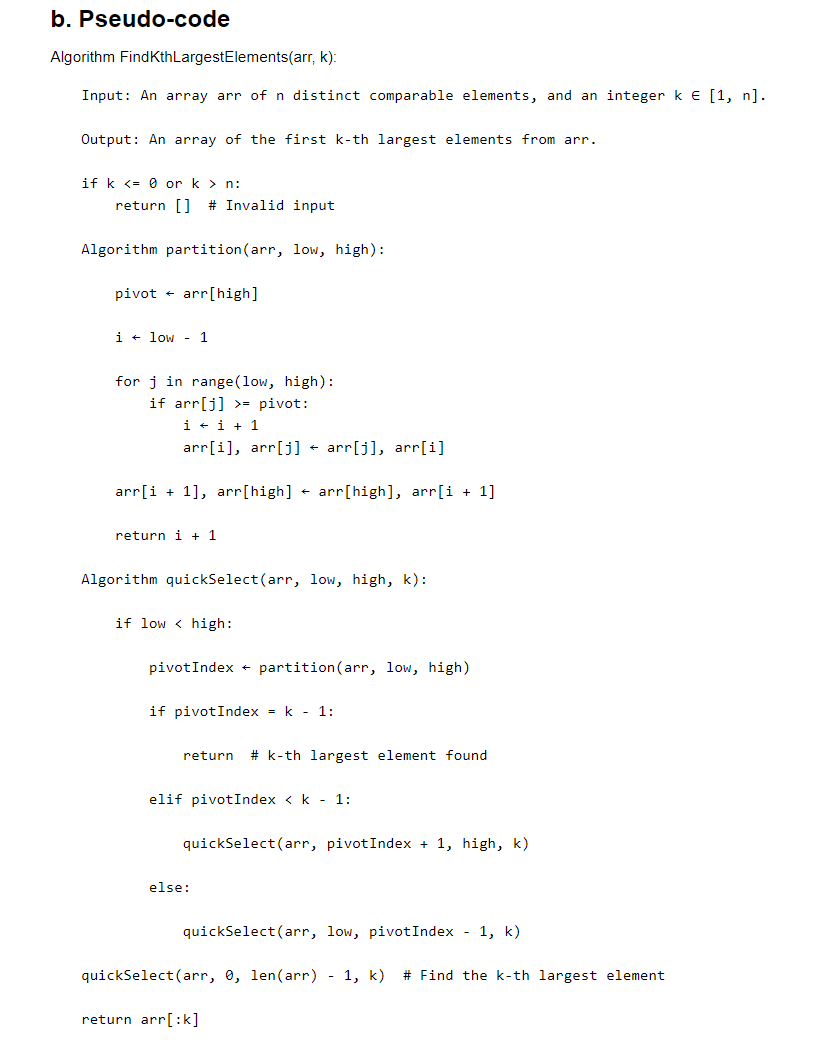 b. Pseudo-code
Algorithm FindKthLargestElements(arr, k):
Input: An array arr of n distinct comparable elements, and an integer k ∈ [1, n].
Output: An array of the first k-th largest elements from arr.
if k <= 0 or k > n:
return []  # Invalid input
Algorithm partition(arr, low, high):
pivot ← arr[high]
i ← low - 1
for j in range(low, high):
if arr[j] >= pivot:
i ← i + 1
arr[i], arr[j] ← arr[j], arr[i]
arr[i + 1], arr[high] ← arr[high], arr[i + 1]
return i + 1
Algorithm quickSelect(arr, low, high, k):
if low < high:
pivotIndex ← partition(arr, low, high)
if pivotIndex = k - 1:
return  # k-th largest element found
elif pivotIndex < k - 1:
quickSelect(arr, pivotIndex + 1, high, k)
else:
quickSelect(arr, low, pivotIndex - 1, k)
quickSelect(arr, 0, len(arr) - 1, k)  # Find the k-th largest element
return arr[:k]